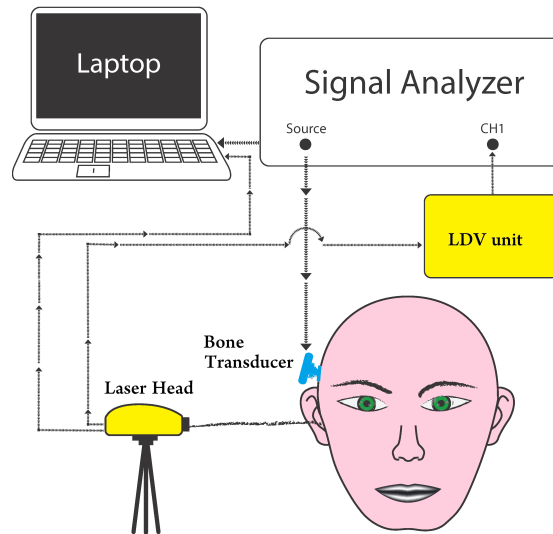 Laptop
Signal Analyzer
Source
CH1
LDV unit
Bone
Transducer
Laser Head